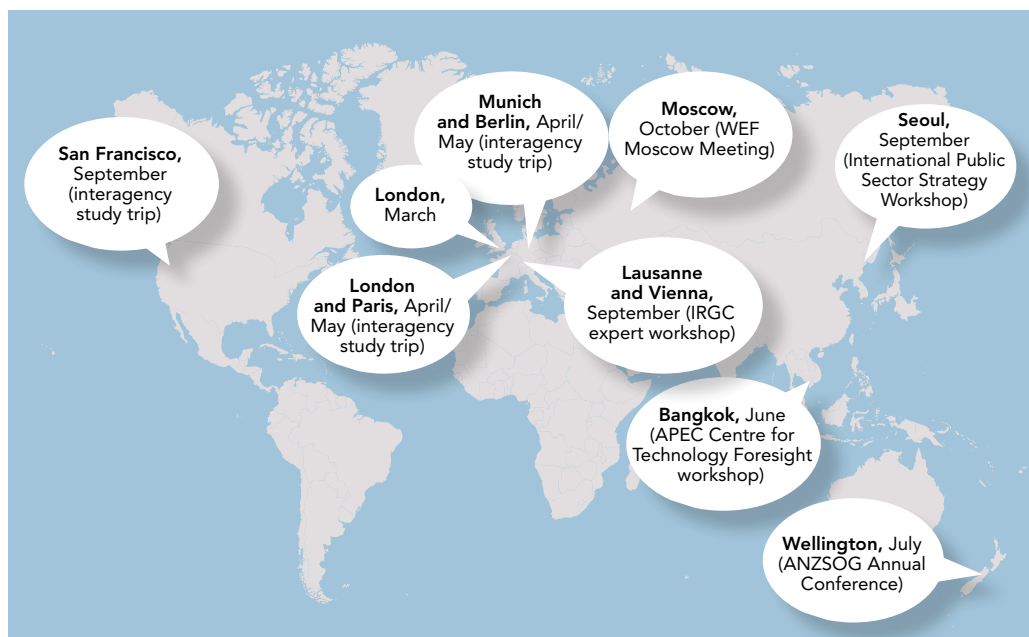 San Francisco,
September
(interagency
study trip)
Munich
and Berlin, April/
May (interagency
study trip)
London,
March
London
and Paris, April/
May (interagency
study trip)
Moscow,
October (WEF
Moscow Meeting)
Seoul,
September
(International Public
Sector Strategy
Workshop)
Lausanne
and Vienna,
September (IRGC
expert workshop)
Bangkok, June
(APEC Centre for
Technology Foresight
workshop)
Wellington, July
(ANZSOG Annual
Conference)